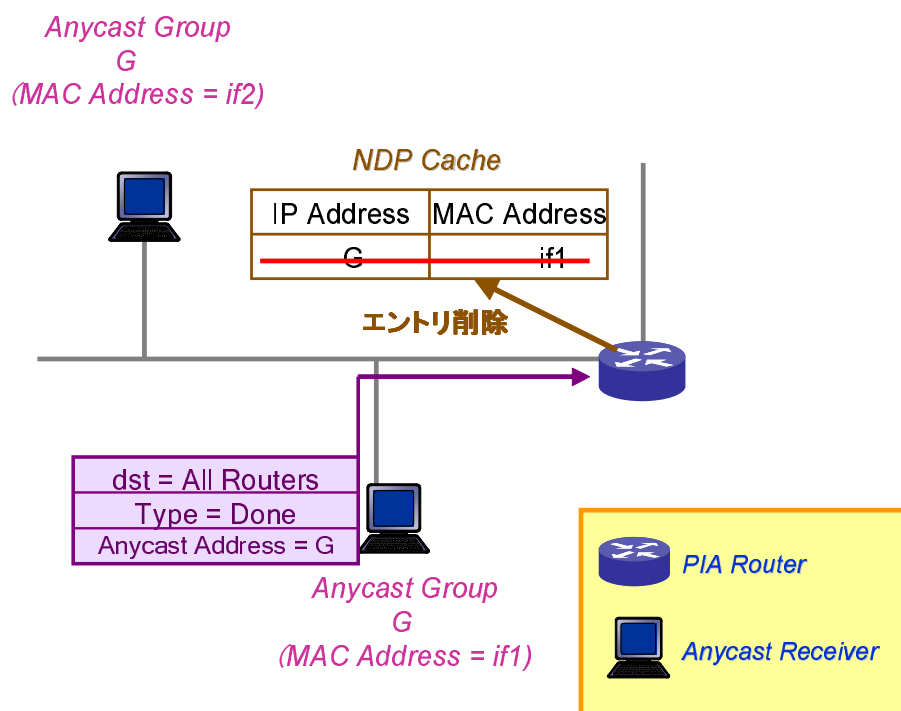 Anycast Group
G
(MAC Address = if2)
NDP Cache
IP Address MAC Address
G if1
エントリ削除
dst = All Routers
Type = Done
Anycast Address = G
Anycast Group
G
(MAC Address = if1)
PIA Router
Anycast Receiver